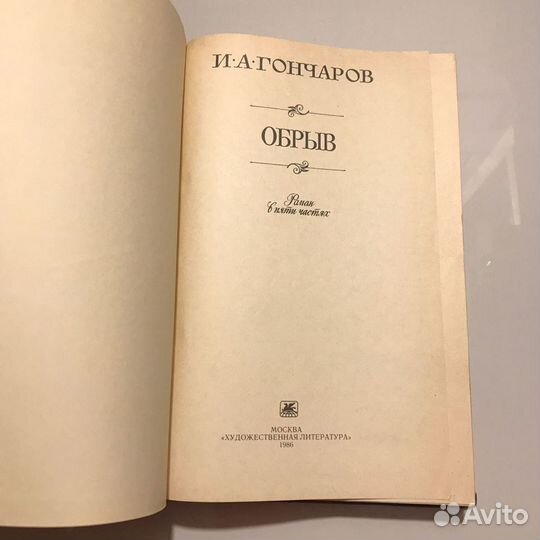 И·А·ГОНЧАРОВ
ОБРЫВ
Роман
в пяти частях
МОСКВА
«ХУДОЖЕСТВЕННАЯ ЛИТЕРАТУРА»
1986
Avito